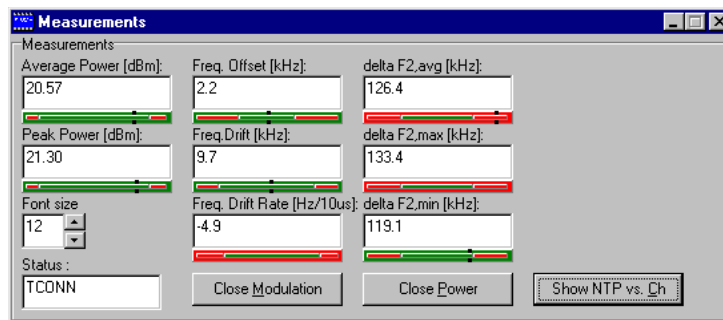 Measurements
Measurements
Average Power [dBm]: Freq. Offset [kHz]: delta F2,avg [kHz]:
20.57 2.2 126.4
Peak Power [dBm]: Freq.Drift [kHz]: delta F2,max [kHz]:
21.30 9.7 133.4
Font size Freq. Drift Rate [Hz/10us]: delta F2,min [kHz]:
12 -4.9 119.1
Status :
TCONN Close Modulation Close Power Show NTP vs. Ch